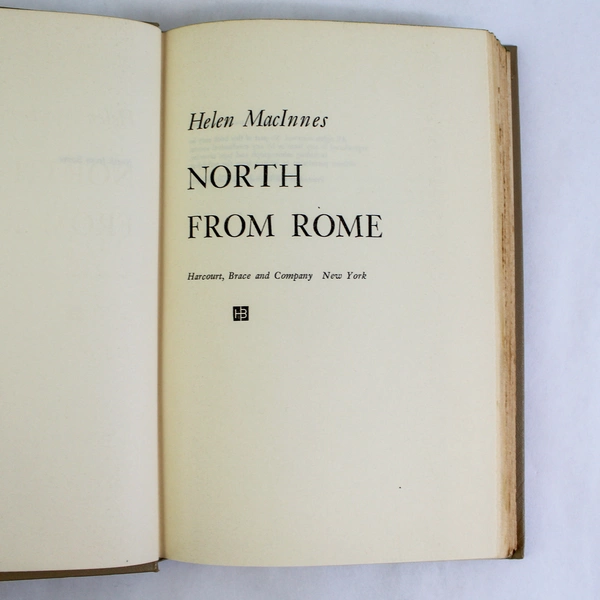 Helen MacInnes
NORTH
FROM ROME
Harcourt, Brace and Company New York
HB